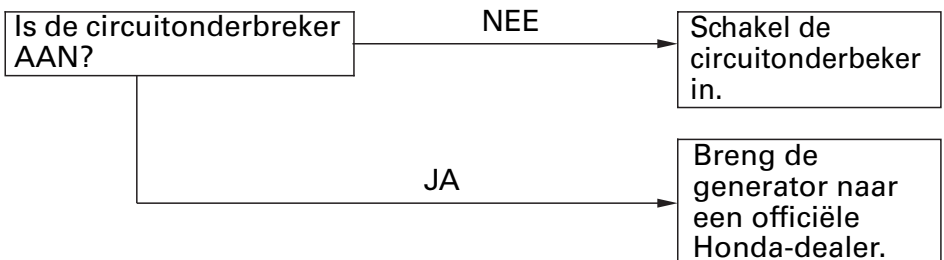 Is de circuitonderbreker
AAN?
NEE
Schakel de
circuitonderbeker
in.
JA
Breng de
generator naar
een officiële
Honda-dealer.